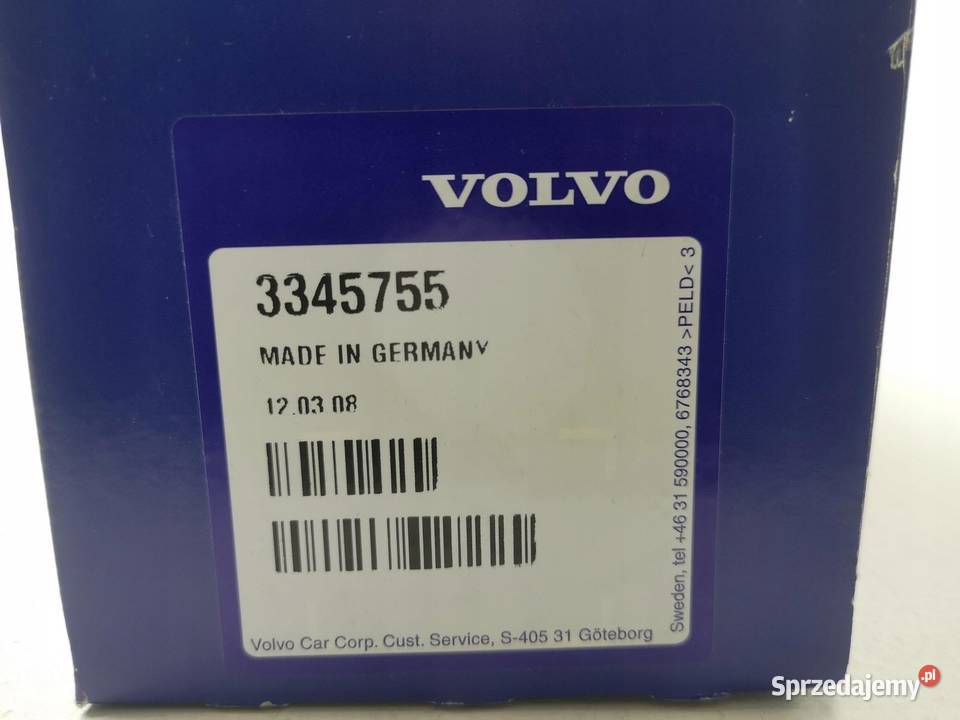 VOLVO
3345755
MADE IN GERMANY
12.03.08
Volvo Car Corp. Cust. Service, S-405 31 Göteborg
Sweden, tel +46 31 590000, 6768343 >PELD< 3
Sprzedajemy.pl